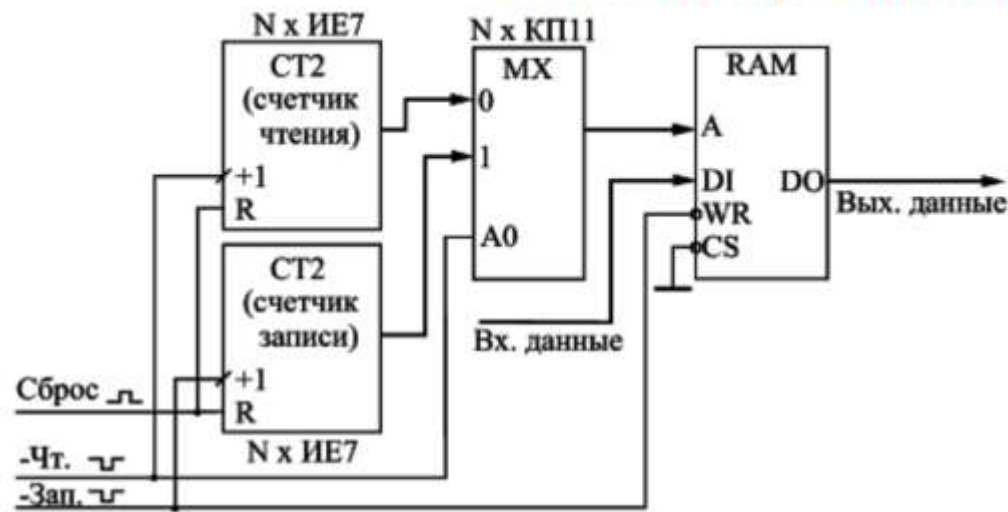 N x ИЕ7
CT2
(счетчик
чтения)
+1
R
CT2
(счетчик
записи)
+1
R
N x ИЕ7
N x КП11
MX
0
1
A0
RAM
A
DI
DO
WR
CS
Вых. данные
Вх. данные
Сброс
-Чт.
-Зап.